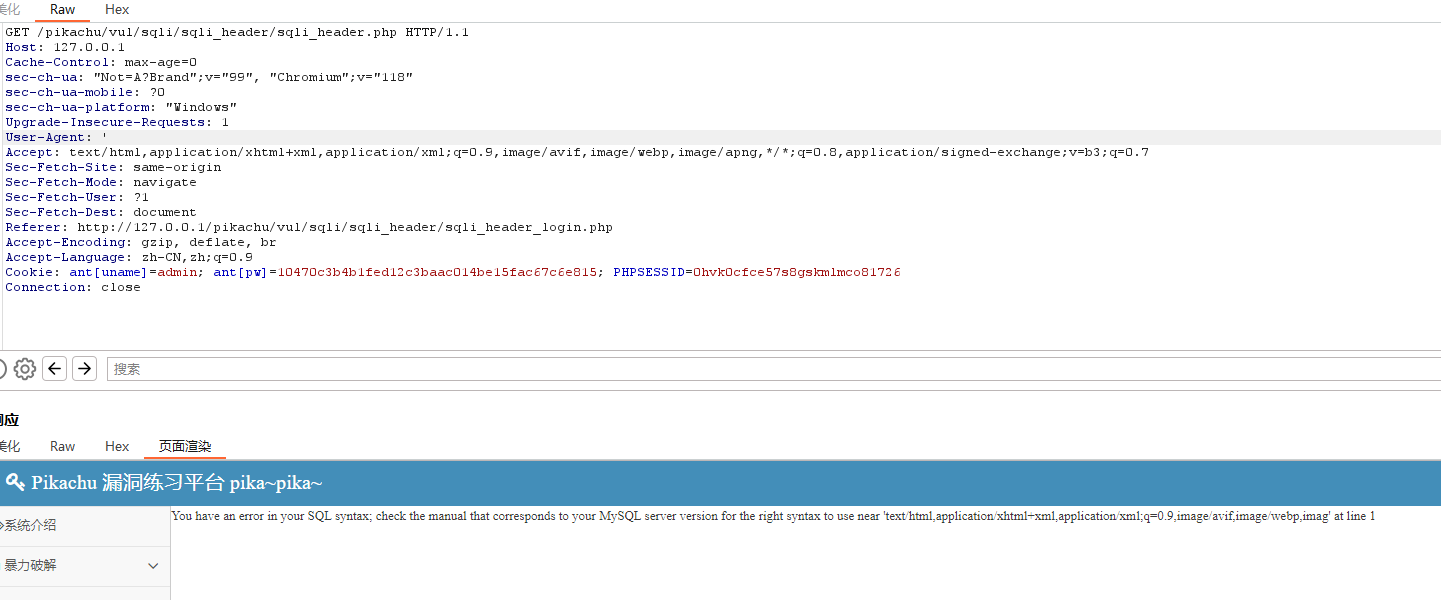 美化 Raw Hex
GET /pikachu/vul/sqli/sqli_header/sqli_header.php HTTP/1.1
Host: 127.0.0.1
Cache-Control: max-age=0
sec-ch-ua: "Not=A?Brand";v="99", "Chromium";v="118"
sec-ch-ua-mobile: ?0
sec-ch-ua-platform: "Windows"
Upgrade-Insecure-Requests: 1
User-Agent: '
Accept: text/html,application/xhtml+xml,application/xml;q=0.9,image/avif,image/webp,image/apng,*/*;q=0.8,application/signed-exchange;v=b3;q=0.7
Sec-Fetch-Site: same-origin
Sec-Fetch-Mode: navigate
Sec-Fetch-User: ?1
Sec-Fetch-Dest: document
Referer: http://127.0.0.1/pikachu/vul/sqli/sqli_header/sqli_header_login.php
Accept-Encoding: gzip, deflate, br
Accept-Language: zh-CN,zh;q=0.9
Cookie: ant[uname]=admin; ant[pw]=10470c3b4b1fed12c3baac014be15fac67c6e815; PHPSESSID=0hvk0cfce57s8gskmlmco81726
Connection: close
搜索
响应
美化 Raw Hex 页面渲染
Pikachu 漏洞练习平台 pika~pika~
系统介绍
You have an error in your SQL syntax; check the manual that corresponds to your MySQL server version for the right syntax to use near 'text/html,application/xhtml+xml,application/xml;q=0.9,image/avif,image/webp,imag' at line 1
暴力破解